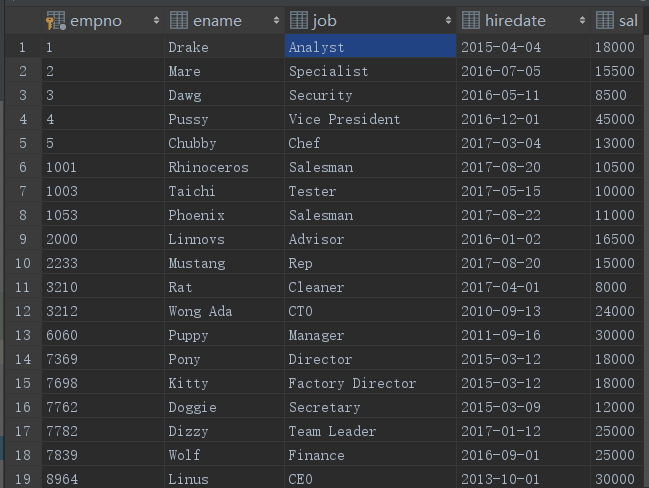 empno ename job hiredate sal
1 1 Drake Analyst 2015-04-04 18000
2 2 Mare Specialist 2016-07-05 15500
3 3 Dawg Security 2016-05-11 8500
4 4 Pussy Vice President 2016-12-01 45000
5 5 Chubby Chef 2017-03-04 13000
6 1001 Rhinoceros Salesman 2017-08-20 10500
7 1003 Taichi Tester 2017-05-15 10000
8 1053 Phoenix Salesman 2017-08-22 11000
9 2000 Linnovs Advisor 2016-01-02 16500
10 2233 Mustang Rep 2017-08-20 15000
11 3210 Rat Cleaner 2017-04-01 8000
12 3212 Wong Ada CTO 2010-09-13 24000
13 6060 Puppy Manager 2011-09-16 30000
14 7369 Pony Director 2015-03-12 18000
15 7698 Kitty Factory Director 2015-03-12 18000
16 7762 Doggie Secretary 2015-03-09 12000
17 7782 Dizzy Team Leader 2017-01-12 25000
18 7839 Wolf Finance 2016-09-01 25000
19 8964 Linus CEO 2013-10-01 30000